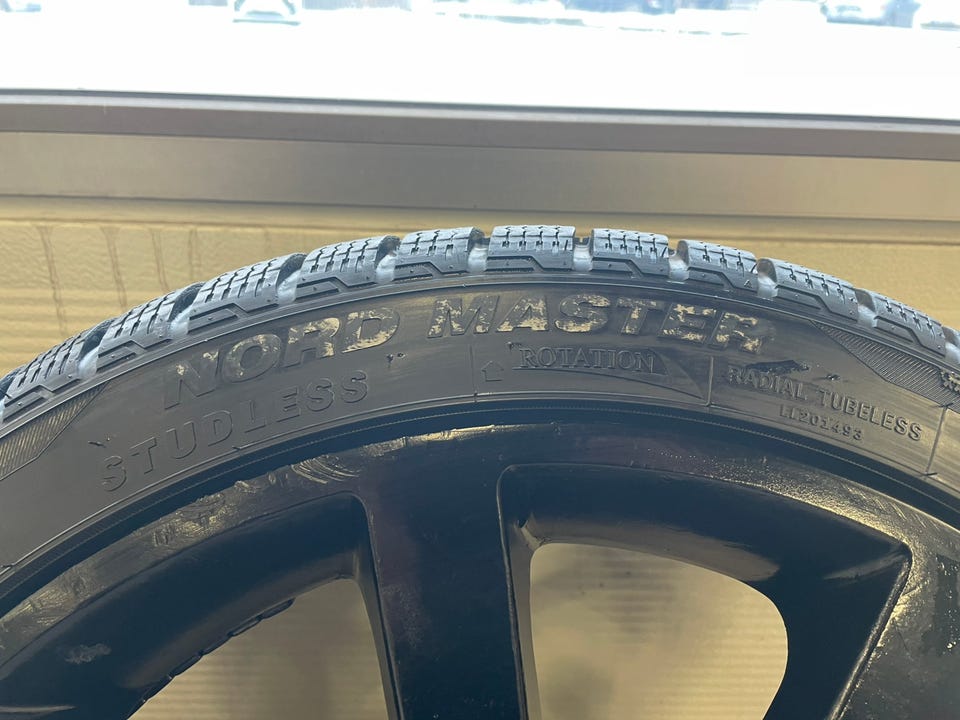 NORD MASTER
STUDLESS
ROTATION
RADIAL TUBELESS
LL201493